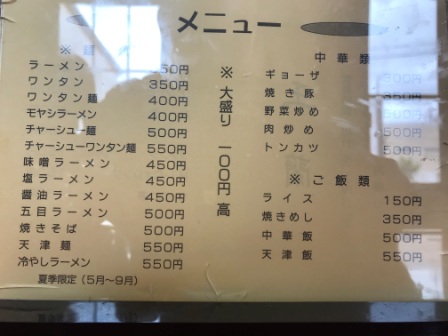 メニュー
※ 麺
ラーメン 50円
ワンタン 350円
ワンタン麺 400円
モヤシラーメン 400円
チャーシュー麺 500円
チャーシューワンタン麺 550円
味噌ラーメン 450円
塩ラーメン 450円
醤油ラーメン 450円
五目ラーメン 500円
焼きそば 500円
天津麺 550円
冷やしラーメン 550円
夏季限定(5月〜9月)
※ 大盛り 一〇〇円 高
中華類
ギョーザ 300円
焼き豚
野菜炒め
肉炒め 500円
トンカツ 500円
※ ご飯類
ライス 150円
焼きめし 350円
中華飯 500円
天津飯 550円